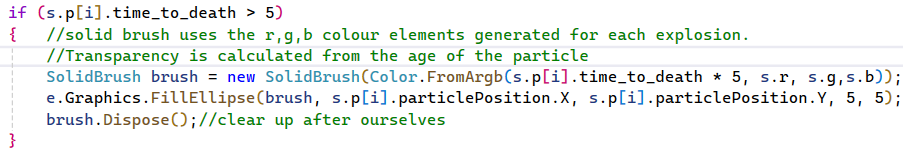 if (s.p[i].time_to_death > 5)
{   //solid brush uses the r,g,b colour elements generated for each explosion.
    //Transparency is calculated from the age of the particle
    SolidBrush brush = new SolidBrush(Color.FromArgb(s.p[i].time_to_death * 5, s.r, s.g,s.b));
    e.Graphics.FillEllipse(brush, s.p[i].particlePosition.X, s.p[i].particlePosition.Y, 5, 5);
    brush.Dispose();//clear up after ourselves
}